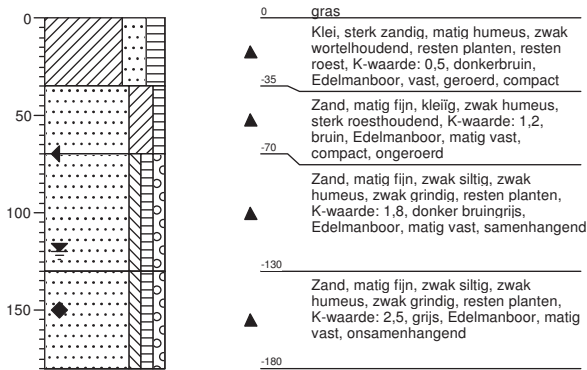 0
50
100
150
0 gras
Klei, sterk zandig, matig humeus, zwak
wortelhoudend, resten planten, resten
roest, K-waarde: 0,5, donkerbruin,
Edelmanboor, vast, geroerd, compact
-35
Zand, matig fijn, kleiïg, zwak humeus,
sterk roesthoudend, K-waarde: 1,2,
bruin, Edelmanboor, matig vast,
compact, ongeroerd
-70
Zand, matig fijn, zwak siltig, zwak
humeus, zwak grindig, resten planten,
K-waarde: 1,8, donker bruingrijs,
Edelmanboor, matig vast, samenhangend
-130
Zand, matig fijn, zwak siltig, zwak
humeus, zwak grindig, resten planten,
K-waarde: 2,5, grijs, Edelmanboor, matig
vast, onsamenhangend
-180